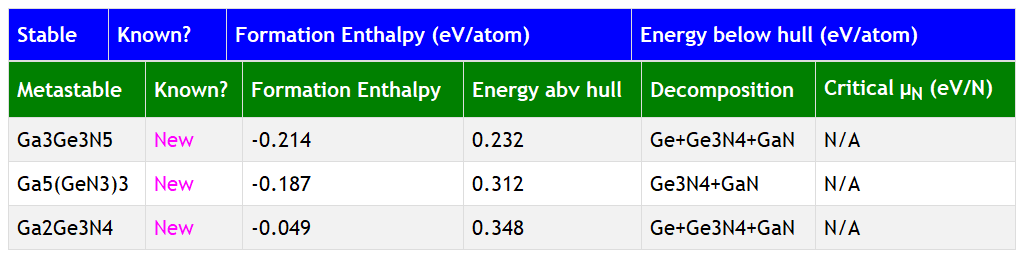 Stable Known? Formation Enthalpy (eV/atom) Energy below hull (eV/atom)
Metastable Known? Formation Enthalpy Energy abv hull Decomposition Critical μN (eV/N)
Ga3Ge3N5 New -0.214 0.232 Ge+Ge3N4+GaN N/A
Ga5(GeN3)3 New -0.187 0.312 Ge3N4+GaN N/A
Ga2Ge3N4 New -0.049 0.348 Ge+Ge3N4+GaN N/A